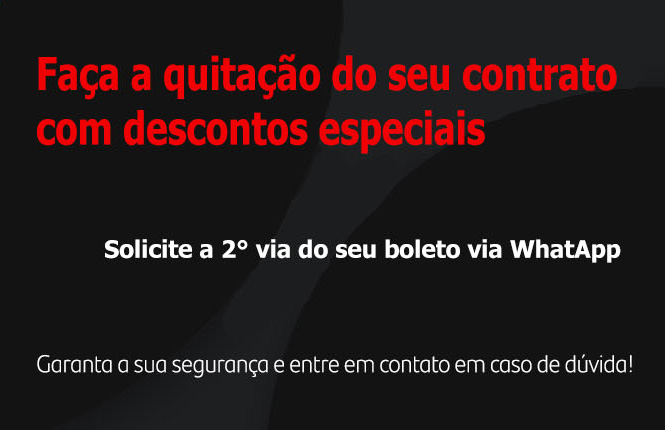 Faça a quitação do seu contrato
com descontos especiais
Solicite a 2° via do seu boleto via WhatApp
Garanta a sua segurança e entre em contato em caso de dúvida!